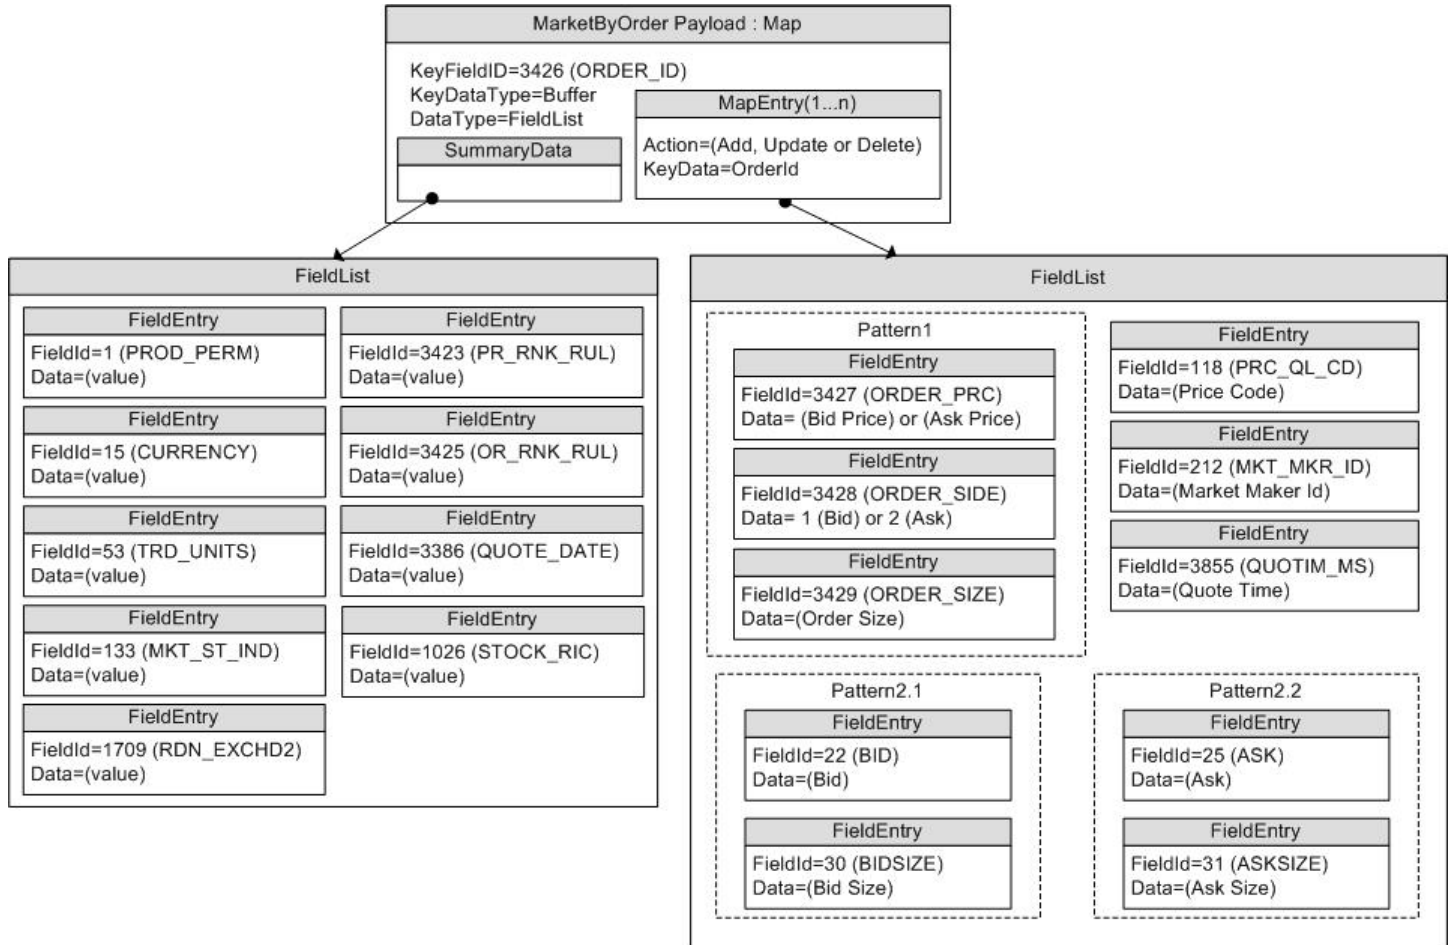 MarketByOrder Payload : Map
KeyFieldID=3426 (ORDER_ID)
KeyDataType=Buffer
DataType=FieldList
SummaryData
MapEntry(1...n)
Action=(Add, Update or Delete)
KeyData=OrderId
FieldList
FieldEntry
FieldId=1 (PROD_PERM)
Data=(value)
FieldEntry
FieldId=15 (CURRENCY)
Data=(value)
FieldEntry
FieldId=53 (TRD_UNITS)
Data=(value)
FieldEntry
FieldId=133 (MKT_ST_IND)
Data=(value)
FieldEntry
FieldId=1709 (RDN_EXCHD2)
Data=(value)
FieldEntry
FieldId=3423 (PR_RNK_RUL)
Data=(value)
FieldEntry
FieldId=3425 (OR_RNK_RUL)
Data=(value)
FieldEntry
FieldId=3386 (QUOTE_DATE)
Data=(value)
FieldEntry
FieldId=1026 (STOCK_RIC)
Data=(value)
FieldList
Pattern1
FieldEntry
FieldId=3427 (ORDER_PRC)
Data= (Bid Price) or (Ask Price)
FieldEntry
FieldId=3428 (ORDER_SIDE)
Data= 1 (Bid) or 2 (Ask)
FieldEntry
FieldId=3429 (ORDER_SIZE)
Data=(Order Size)
FieldEntry
FieldId=118 (PRC_QL_CD)
Data=(Price Code)
FieldEntry
FieldId=212 (MKT_MKR_ID)
Data=(Market Maker Id)
FieldEntry
FieldId=3855 (QUOTIM_MS)
Data=(Quote Time)
Pattern2.1
FieldEntry
FieldId=22 (BID)
Data=(Bid)
FieldEntry
FieldId=30 (BIDSIZE)
Data=(Bid Size)
Pattern2.2
FieldEntry
FieldId=25 (ASK)
Data=(Ask)
FieldEntry
FieldId=31 (ASKSIZE)
Data=(Ask Size)